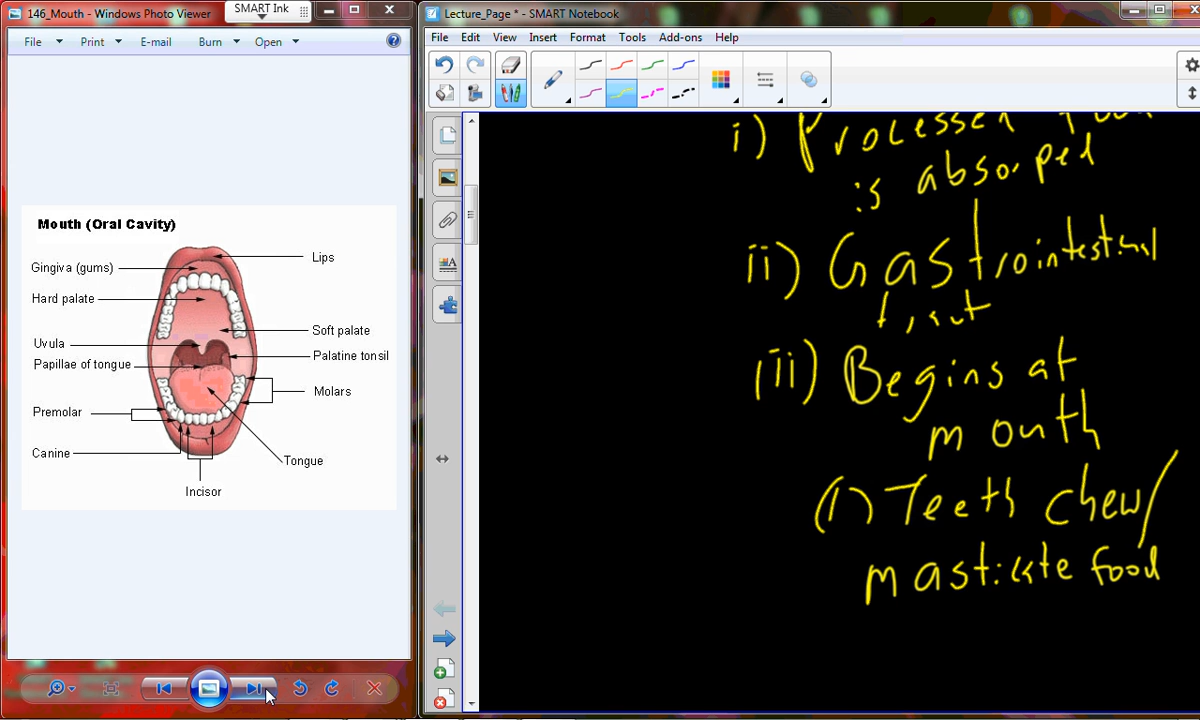 146_Mouth - Windows Photo Viewer
SMART Ink
File Print E-mail Burn Open
Mouth (Oral Cavity)
Lips
Gingiva (gums)
Hard palate
Soft palate
Uvula
Palatine tonsil
Papillae of tongue
Molars
Premolar
Canine
Tongue
Incisor
Lecture_Page * - SMART Notebook
File Edit View Insert Format Tools Add-ons Help
i) Processed
is absorped
ii) Gastrointestinal
tract
iii) Begins at
mouth
(1) Teeth chew/
masticate food